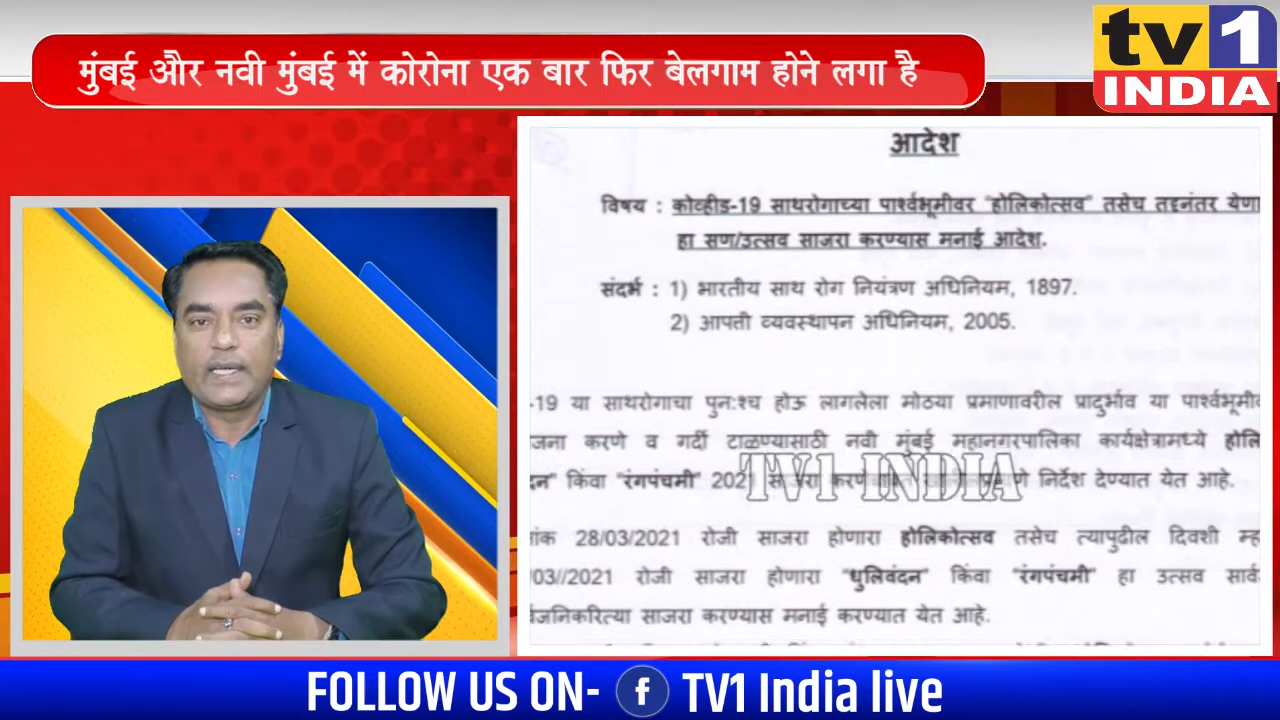 मुंबई और नवी मुंबई में कोरोना एक बार फिर बेलगाम होने लगा है
tv1
INDIA
आदेश
विषय : कोव्हीड-19 साथरोगाच्या पार्श्वभूमीवर "होलिकोत्सव" तसेच तद्दनंतर येणा
हा सण/उत्सव साजरा करण्यास मनाई आदेश.
संदर्भ : 1) भारतीय साथ रोग नियंत्रण अधिनियम, 1897.
2) आपती व्यवस्थापन अधिनियम, 2005.
-19 या साथरोगाचा पुन:श्च होऊ लागलेला मोठया प्रमाणावरील प्रादुर्भाव या पार्श्वभूमी
जना करणे व गर्दी टाळण्यासाठी नवी मुंबई महानगरपालिका कार्यक्षेत्रामध्ये होलि
दन" किंवा "रंगपंचमी" 2021 साजरा निर्देश देण्यात येत आहे.
TV1 INDIA
ांक 28/03/2021 रोजी साजरा होणारा होलिकोत्सव तसेच त्यापुढील दिवशी म्ह
/03//2021 रोजी साजरा होणारा "धुलिवंदन" किंवा "रंगपंचमी" हा उत्सव सार्व
र्वजनिकरित्या साजरा करण्यास मनाई करण्यात येत आहे.
FOLLOW US ON- f TV1 India live